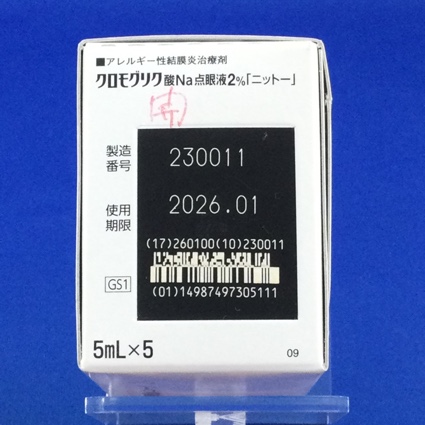 ■アレルギー性結膜炎治療剤
クロモグリク酸Na点眼液2%「ニットー」
開
製造番号
230011
使用期限
2026.01
(17)260100(10)230011
GS1
(01)14987497305111
5mL×5
09